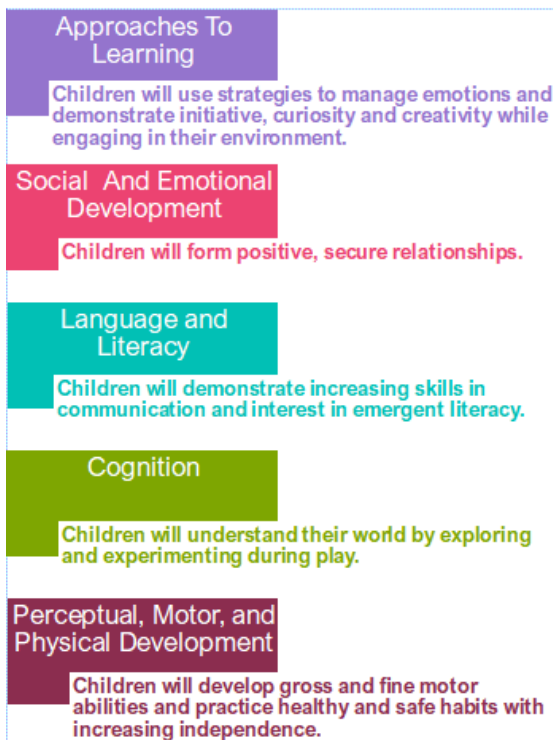 Approaches To
Learning
Children will use strategies to manage emotions and
demonstrate initiative, curiosity and creativity while
engaging in their environment.
Social  And Emotional
Development
Children will form positive, secure relationships.
Language and
Literacy
Children will demonstrate increasing skills in
communication and interest in emergent literacy.
Cognition
Children will understand their world by exploring
and experimenting during play.
Perceptual, Motor, and
Physical Development
Children will develop gross and fine motor
abilities and practice healthy and safe habits with
increasing independence.